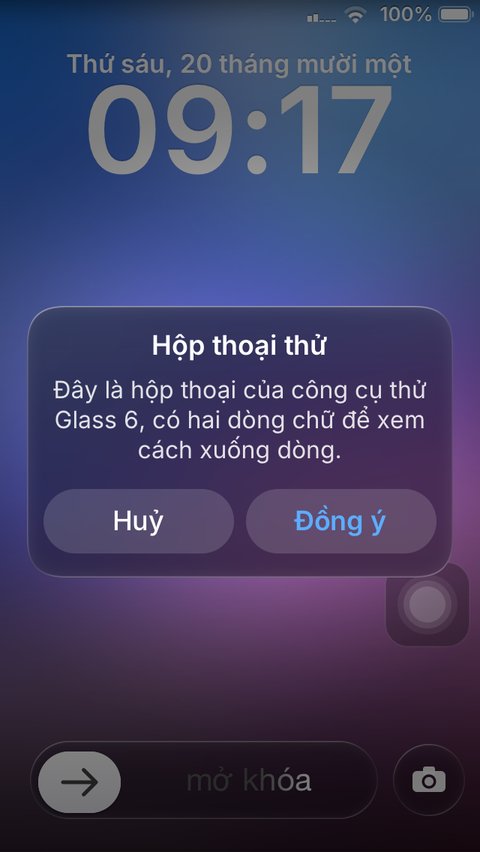 100%
Thứ sáu, 20 tháng mười một
09:17
Hộp thoại thử
Đây là hộp thoại của công cụ thử
Glass 6, có hai dòng chữ để xem
cách xuống dòng.
Huỷ
Đồng ý
mở khóa